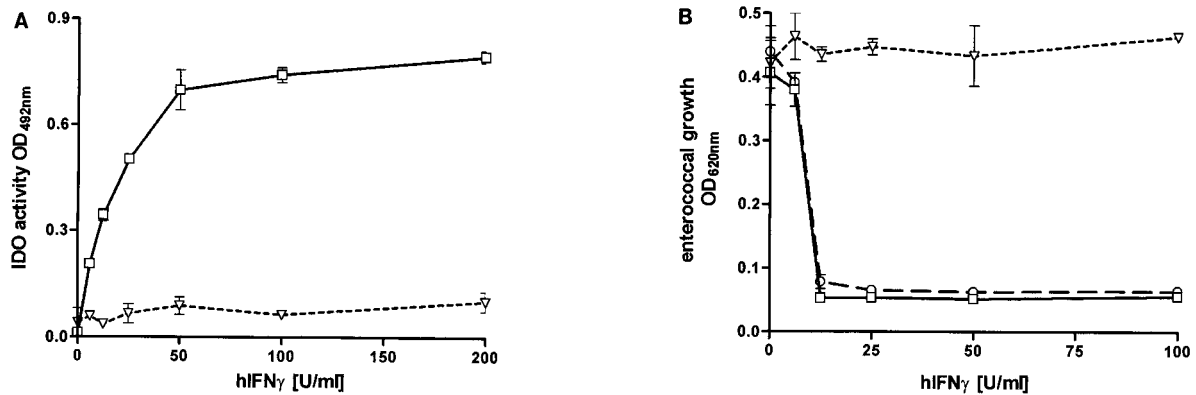 A
0.9
0.6
0.3
0.0
IDO activity OD492nm
0
50
100
150
200
hIFNγ [U/ml]
B
0.5
0.4
0.3
0.2
0.1
0.0
enterococcal growth
OD620nm
0
25
50
75
100
hIFNγ [U/ml]